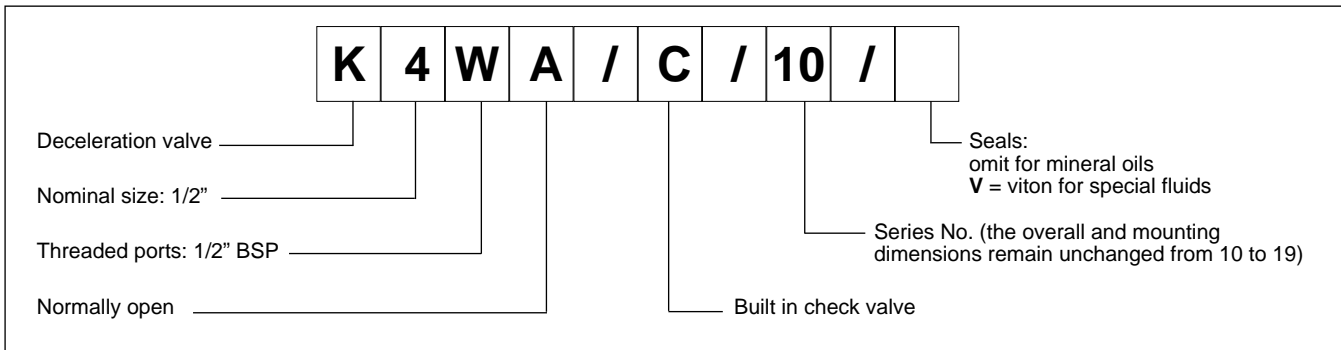 K 4 W A / C / 10 /
Deceleration valve
Nominal size: 1/2”
Threaded ports: 1/2” BSP
Normally open
Seals:
omit for mineral oils
V = viton for special fluids
Series No. (the overall and mounting
dimensions remain unchanged from 10 to 19)
Built in check valve